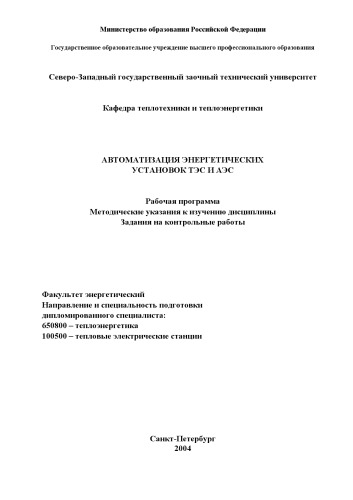 Министерство образования Российской Федерации
Государственное образовательное учреждение высшего профессионального образования
Северо-Западный государственный заочный технический университет
Кафедра теплотехники и теплоэнергетики
АВТОМАТИЗАЦИЯ ЭНЕРГЕТИЧЕСКИХ
УСТАНОВОК ТЭС И АЭС
Рабочая программа
Методические указания к изучению дисциплины
Задания на контрольные работы
Факультет энергетический
Направление и специальность подготовки
дипломированного специалиста:
650800 – теплоэнергетика
100500 – тепловые электрические станции
Санкт-Петербург
2004